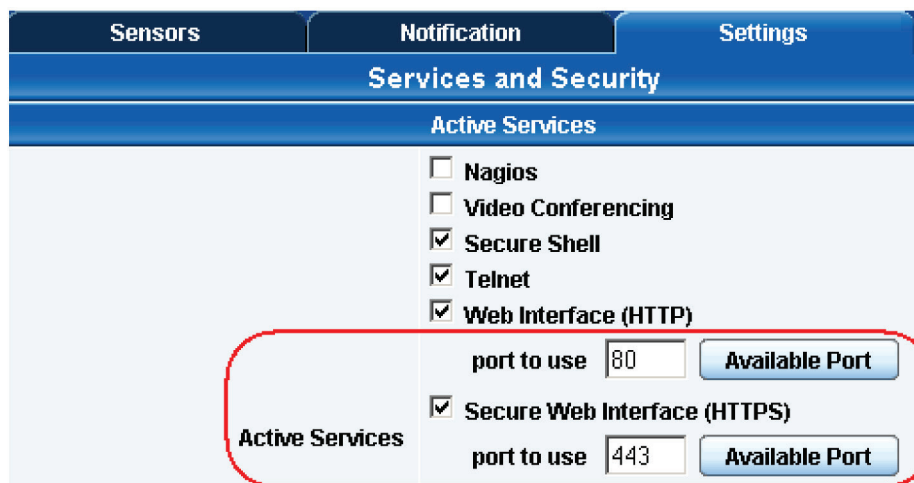 Sensors Notification Settings
Services and Security
Active Services
Nagios
Video Conferencing
Secure Shell
Telnet
Web Interface (HTTP)
port to use 80 Available Port
Secure Web Interface (HTTPS)
Active Services
port to use 443 Available Port